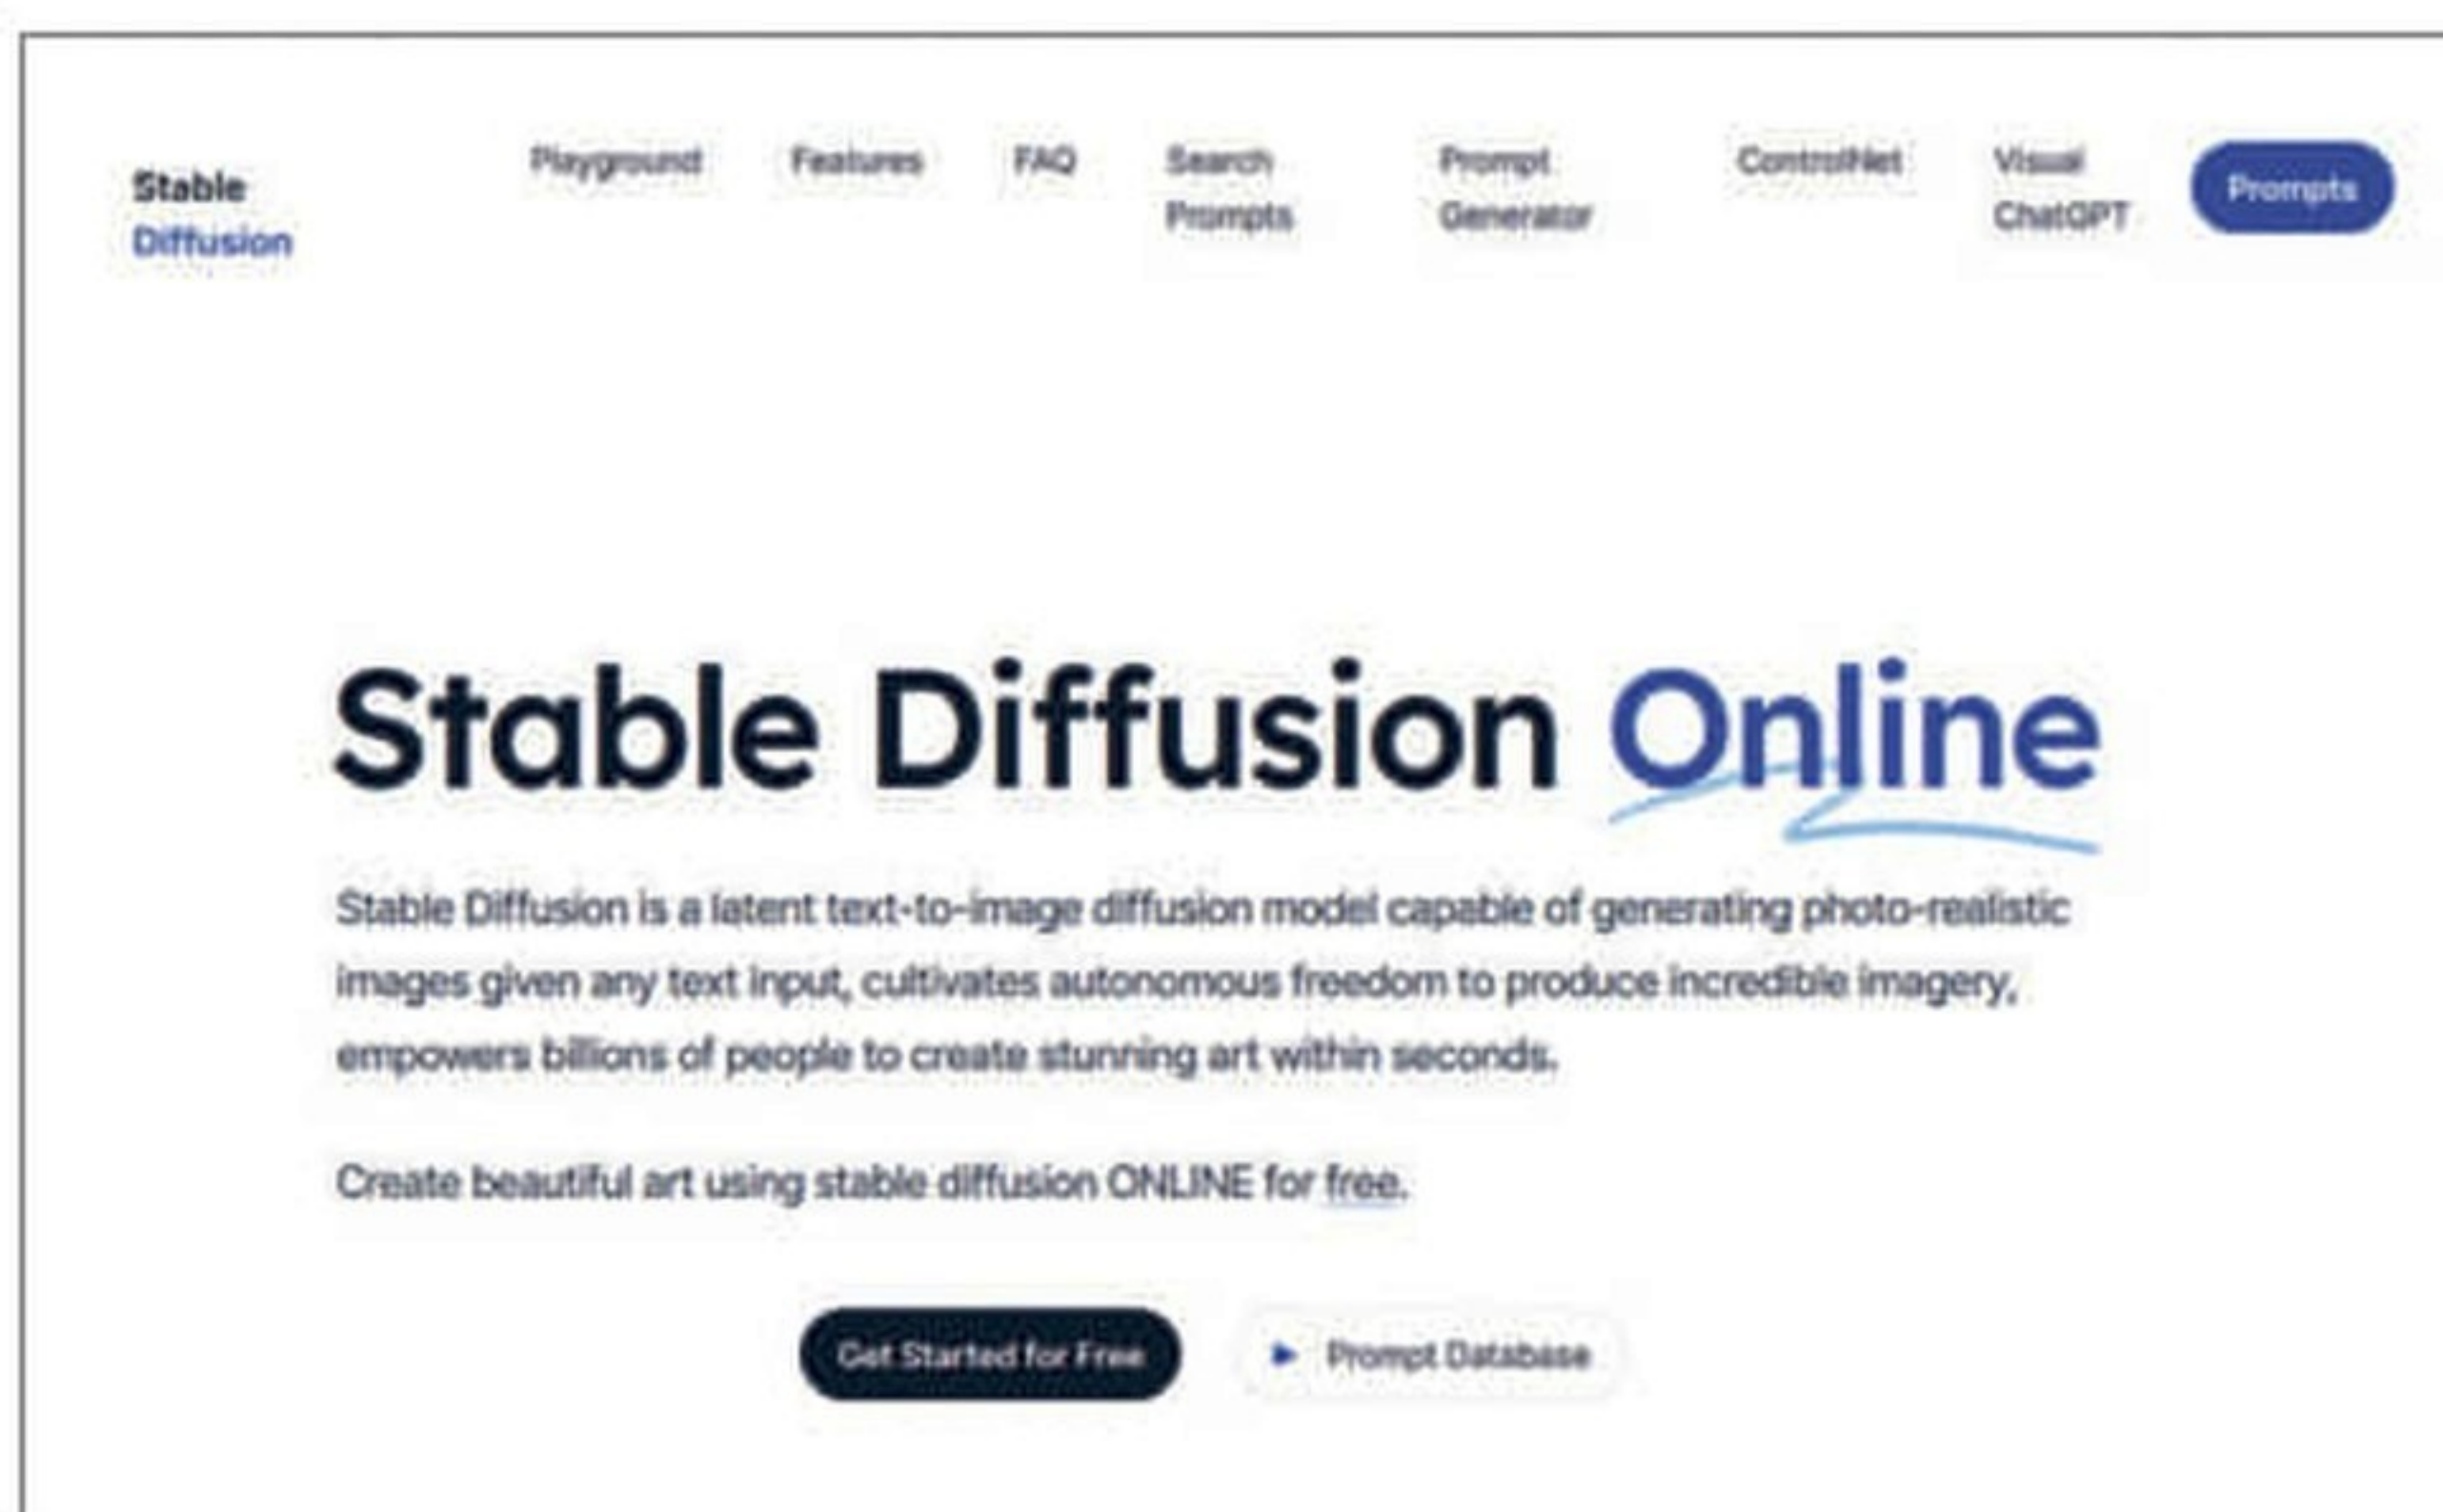 Stable
Diffusion
Playground
Features
FAQ
Search
Prompts
Prompt
Generator
ControlNet
Visual
ChatGPT
Prompts
Stable Diffusion Online
Stable Diffusion is a latent text-to-image diffusion model capable of generating photo-realistic
images given any text input, cultivates autonomous freedom to produce incredible imagery,
empowers billions of people to create stunning art within seconds.
Create beautiful art using stable diffusion ONLINE for free.
Get Started for Free
Prompt Database